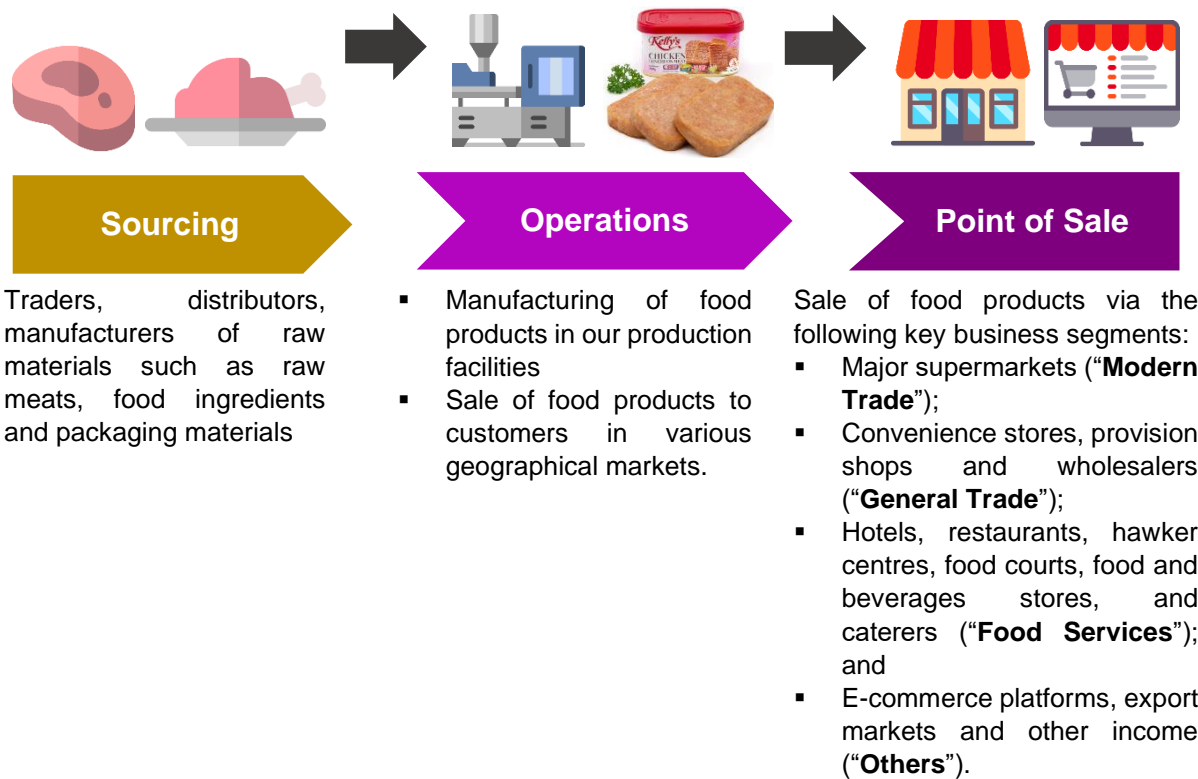 Kelly's
CHICKEN
LUNCHEON MEAT
Sourcing
Operations
Point of Sale
Traders, distributors,
manufacturers of raw
materials such as raw
meats, food ingredients
and packaging materials
▪ Manufacturing of food
products in our production
facilities
▪ Sale of food products to
customers in various
geographical markets.
Sale of food products via the
following key business segments:
▪ Major supermarkets (“Modern
Trade”);
▪ Convenience stores, provision
shops and wholesalers
(“General Trade”);
▪ Hotels, restaurants, hawker
centres, food courts, food and
beverages stores, and
caterers (“Food Services”);
and
▪ E-commerce platforms, export
markets and other income
(“Others”).